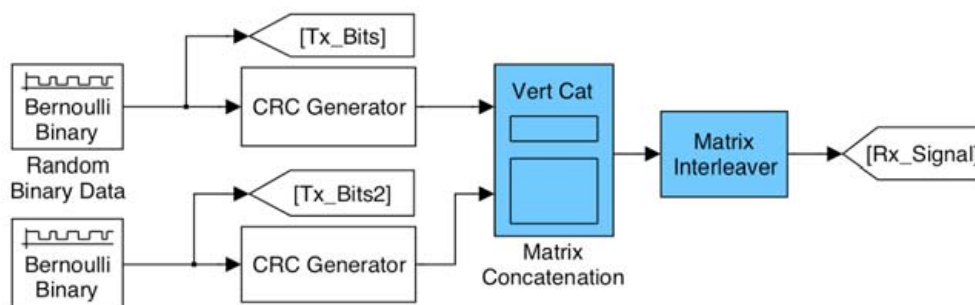 [Tx_Bits]
Bernoulli
Binary
CRC Generator
Random
Binary Data
Vert Cat
Matrix
Interleaver
[Rx_Signal]
[Tx_Bits2]
Bernoulli
Binary
CRC Generator
Matrix
Concatenation